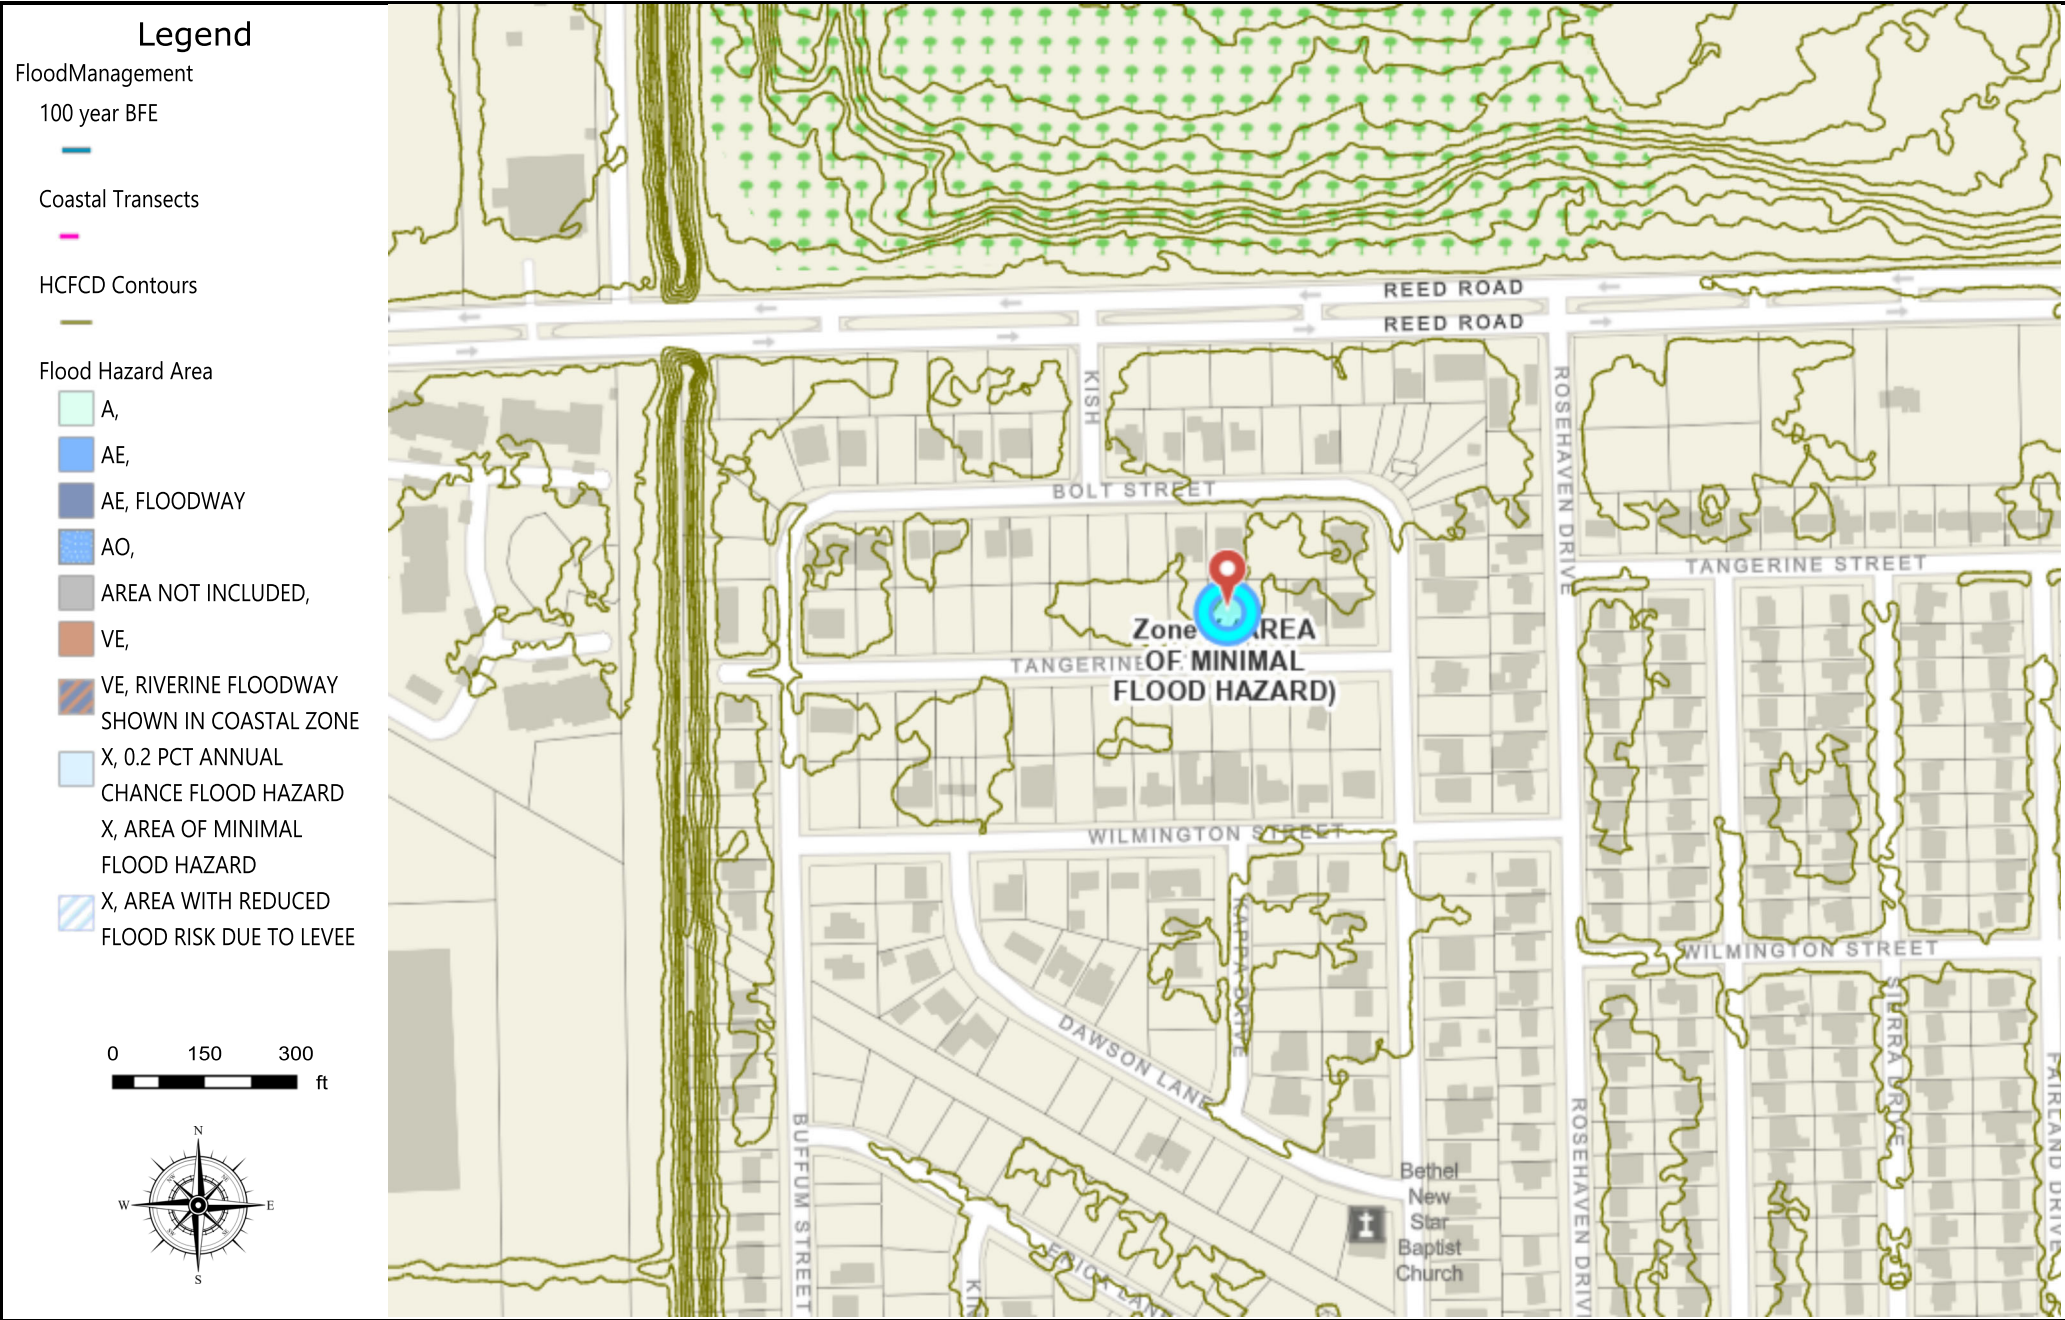 Legend
FloodManagement
100 year BFE
Coastal Transects
HCFCD Contours
Flood Hazard Area
A,
AE,
AE, FLOODWAY
AO,
AREA NOT INCLUDED,
VE,
VE, RIVERINE FLOODWAY
SHOWN IN COASTAL ZONE
X, 0.2 PCT ANNUAL
CHANCE FLOOD HAZARD
X, AREA OF MINIMAL
FLOOD HAZARD
X, AREA WITH REDUCED
FLOOD RISK DUE TO LEVEE
0 150 300
ft
N
W E
S
REED ROAD
REED ROAD
KISH
ROSEHAVEN DRIVE
BOLT STREET
TANGERINE STREET
Zone AREA
OF MINIMAL
FLOOD HAZARD)
TANGERINE
WILMINGTON STREET
KAPPA DRIVE
WILMINGTON STREET
SIERRA DRIVE
DAWSON LANE
FAIRLAND DRIVE
BUFFUM STREET
ROSEHAVEN DRIV
Bethel
New
Star
Baptist
Church
ERICA LANE
KIN